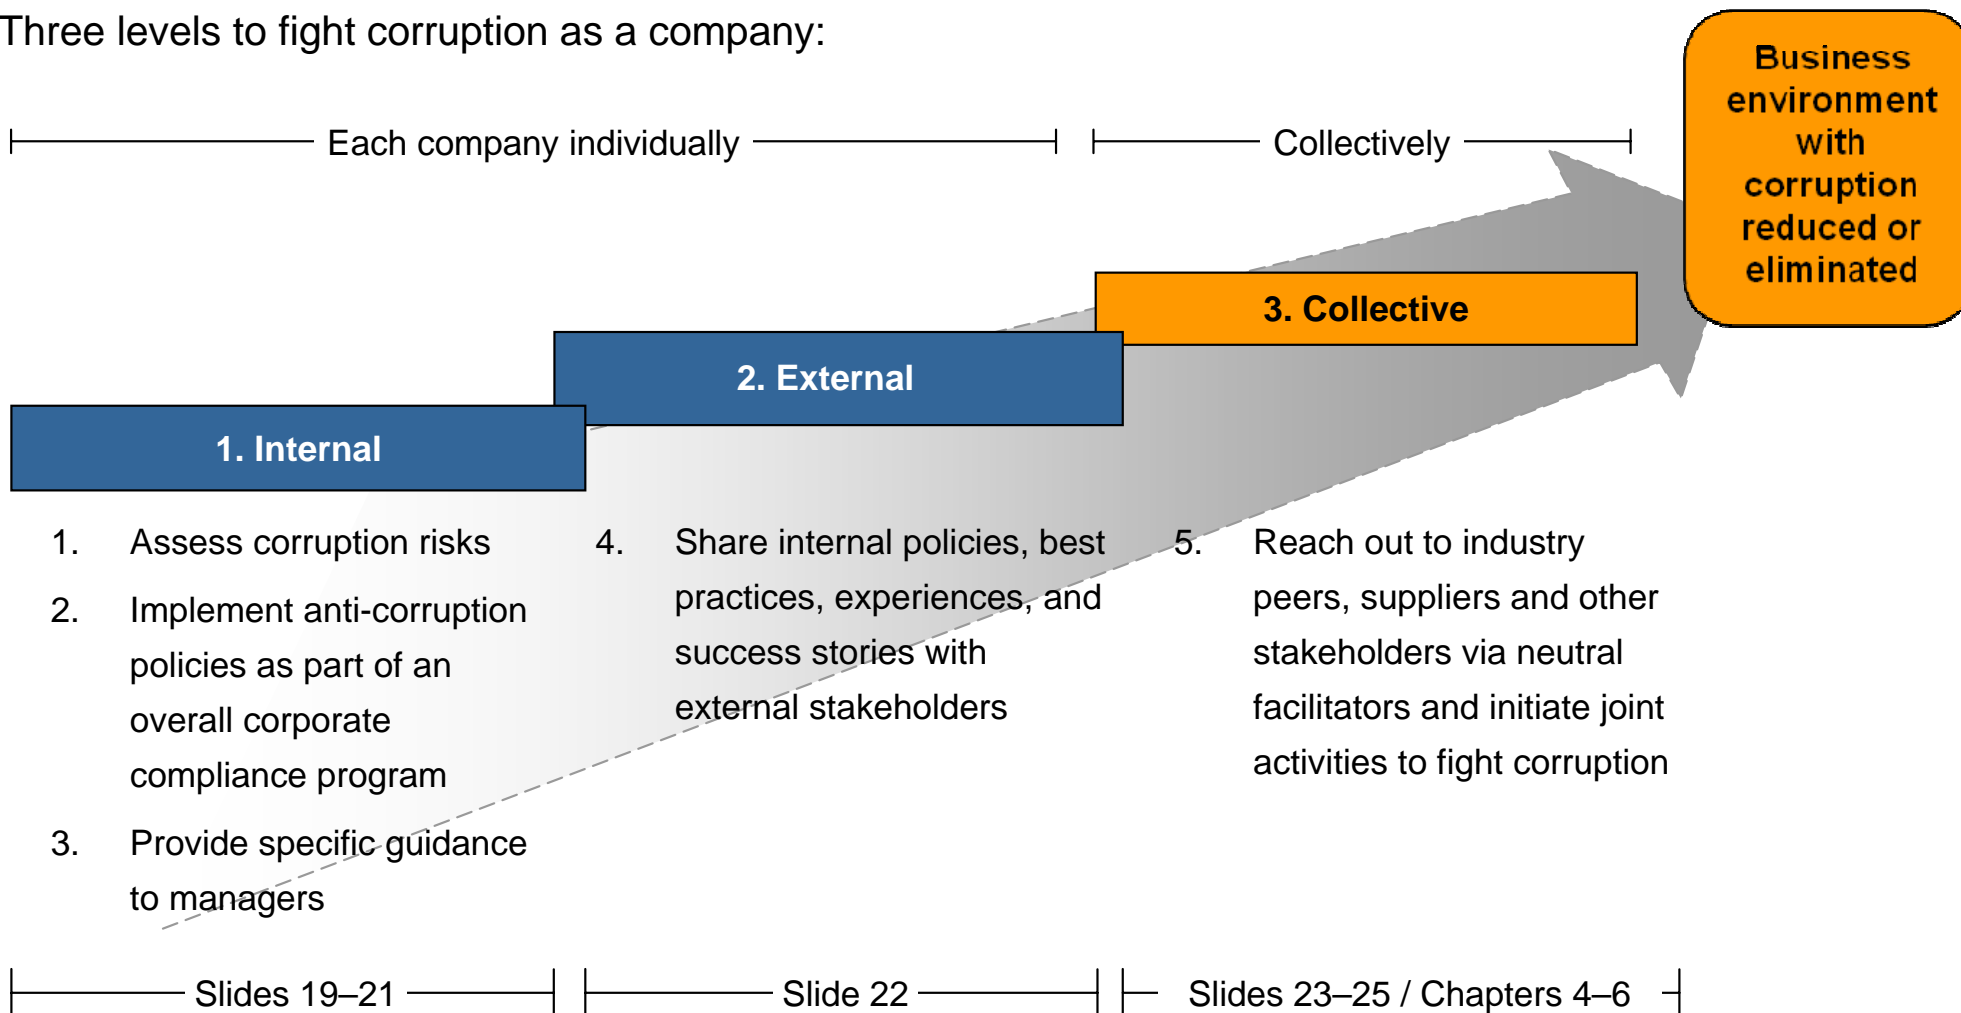 Three levels to fight corruption as a company:
Business
environment
with
corruption
reduced or
eliminated
Each company individually
Collectively
3. Collective
2. External
1. Internal
1. Assess corruption risks
2. Implement anti-corruption
policies as part of an
overall corporate
compliance program
3. Provide specific guidance
to managers
4. Share internal policies, best
practices, experiences, and
success stories with
external stakeholders
5. Reach out to industry
peers, suppliers and other
stakeholders via neutral
facilitators and initiate joint
activities to fight corruption
Slides 19–21
Slide 22
Slides 23–25 / Chapters 4–6